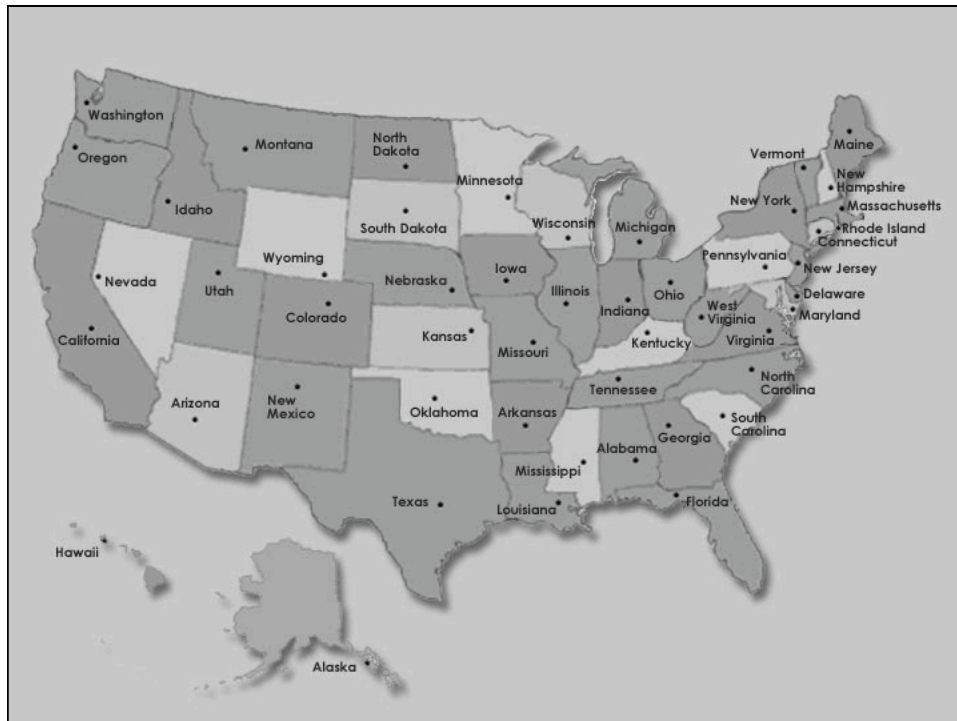 Washington
Oregon
Idaho
Montana
North
Dakota
Minnesota
South Dakota
Wisconsin
Michigan
Vermont
Maine
New
Hampshire
New York
Massachusetts
Rhode Island
Connecticut
Pennsylvania
New Jersey
Delaware
Maryland
Wyoming
Nevada
Utah
Colorado
Nebraska
Iowa
Illinois
Indiana
Ohio
West
Virginia
Virginia
California
Kansas
Missouri
Kentucky
Arizona
New
Mexico
Oklahoma
Arkansas
Tennessee
North
Carolina
South
Carolina
Texas
Louisiana
Mississippi
Alabama
Georgia
Florida
Hawaii
Alaska